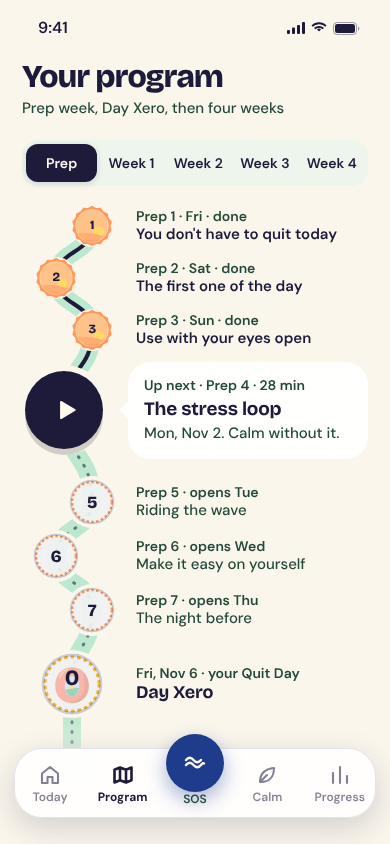 9:41
Your program
Prep week, Day Xero, then four weeks
Prep Week 1 Week 2 Week 3 Week 4
1
Prep 1 · Fri · done
You don't have to quit today
2
Prep 2 · Sat · done
The first one of the day
3
Prep 3 · Sun · done
Use with your eyes open
Up next · Prep 4 · 28 min
The stress loop
Mon, Nov 2. Calm without it.
5
Prep 5 · opens Tue
Riding the wave
6
Prep 6 · opens Wed
Make it easy on yourself
7
Prep 7 · opens Thu
The night before
0
Fri, Nov 6 · your Quit Day
Day Xero
Today Program SOS Calm Progress